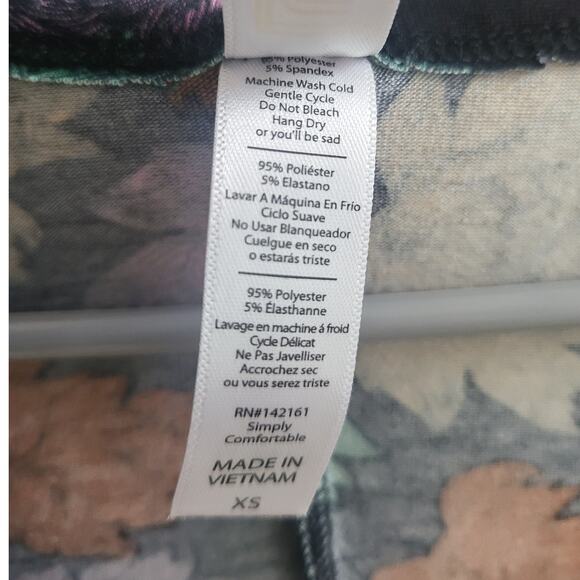 95% Polyester
5% Spandex
Machine Wash Cold
Gentle Cycle
Do Not Bleach
Hang Dry
or you'll be sad
95% Poliéster
5% Elastano
Lavar A Máquina En Frío
Ciclo Suave
No Usar Blanqueador
Cuelgue en seco
o estarás triste
95% Polyester
5% Élasthanne
Lavage en machine á froid
Cycle Délicat
Ne Pas Javelliser
Accrochez sec
ou vous serez triste
RN#142161
Simply
Comfortable
MADE IN
VIETNAM
XS